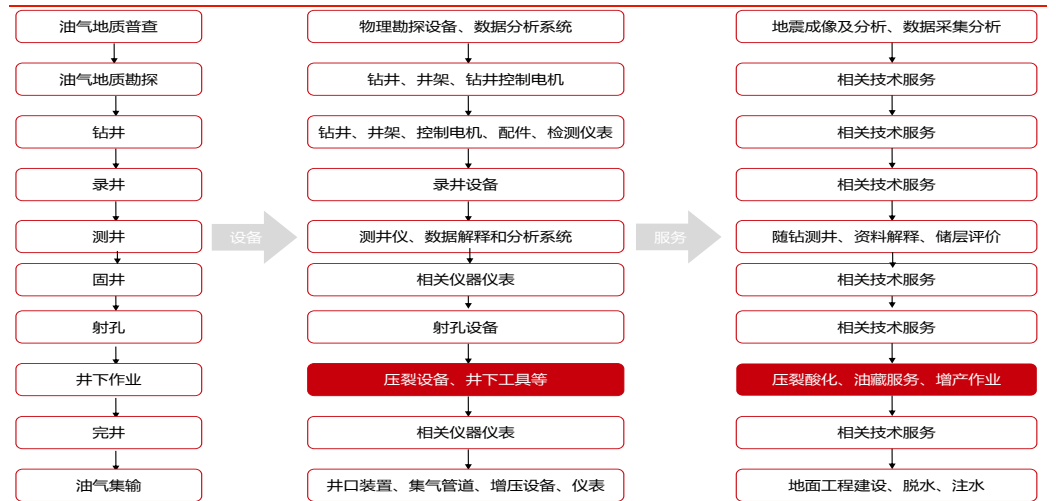 油气地质普查
物理勘探设备、数据分析系统
地震成像及分析、数据采集分析
油气地质勘探
钻井、井架、钻井控制电机
相关技术服务
钻井
钻井、井架、控制电机、配件、检测仪表
相关技术服务
录井
录井设备
相关技术服务
测井
设备
测井仪、数据解释和分析系统
服务
随钻测井、资料解释、储层评价
固井
相关仪器仪表
相关技术服务
射孔
射孔设备
相关技术服务
井下作业
压裂设备、井下工具等
压裂酸化、油藏服务、增产作业
完井
相关仪器仪表
相关技术服务
油气集输
井口装置、集气管道、增压设备、仪表
地面工程建设、脱水、注水